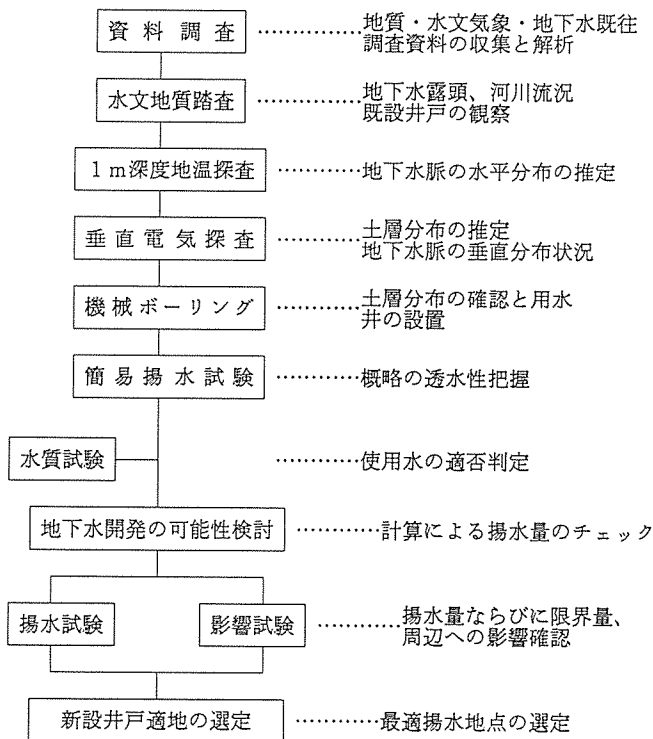 資料調査 ………… 地質・水文気象・地下水既往
調査資料の収集と解析
水文地質踏査 ………… 地下水露頭、河川流況
既設井戸の観察
1m深度地温探査 ………… 地下水脈の水平分布の推定
垂直電気探査 ………… 土層分布の推定
地下水脈の垂直分布状況
機械ボーリング ………… 土層分布の確認と用水
井の設置
簡易揚水試験 ………… 概略の透水性把握
水質試験 ………… 使用水の適否判定
地下水開発の可能性検討 ………… 計算による揚水量のチェック
揚水試験 影響試験 ………… 揚水量ならびに限界量、
周辺への影響確認
新設井戸適地の選定 ………… 最適揚水地点の選定